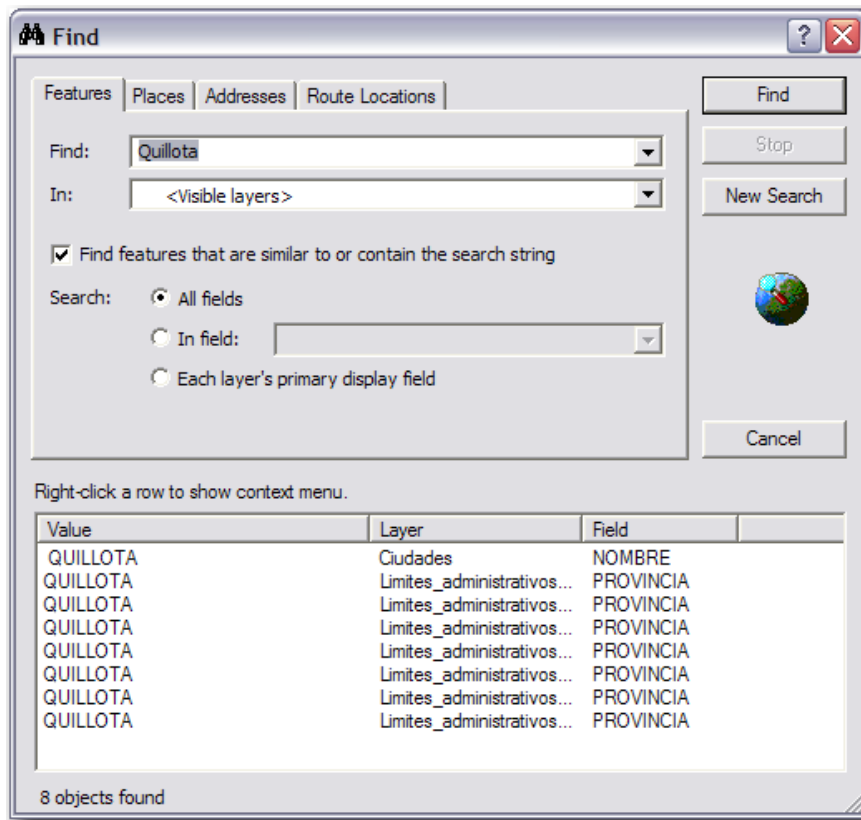 Find
Features Places Addresses Route Locations
Find: Quillota
In: <Visible layers>
Find features that are similar to or contain the search string
Search: All fields
In field:
Each layer's primary display field
Find
Stop
New Search
Cancel
Right-click a row to show context menu.
Value Layer Field
QUILLOTA Ciudades NOMBRE
QUILLOTA Limites_administrativos... PROVINCIA
QUILLOTA Limites_administrativos... PROVINCIA
QUILLOTA Limites_administrativos... PROVINCIA
QUILLOTA Limites_administrativos... PROVINCIA
QUILLOTA Limites_administrativos... PROVINCIA
QUILLOTA Limites_administrativos... PROVINCIA
QUILLOTA Limites_administrativos... PROVINCIA
8 objects found